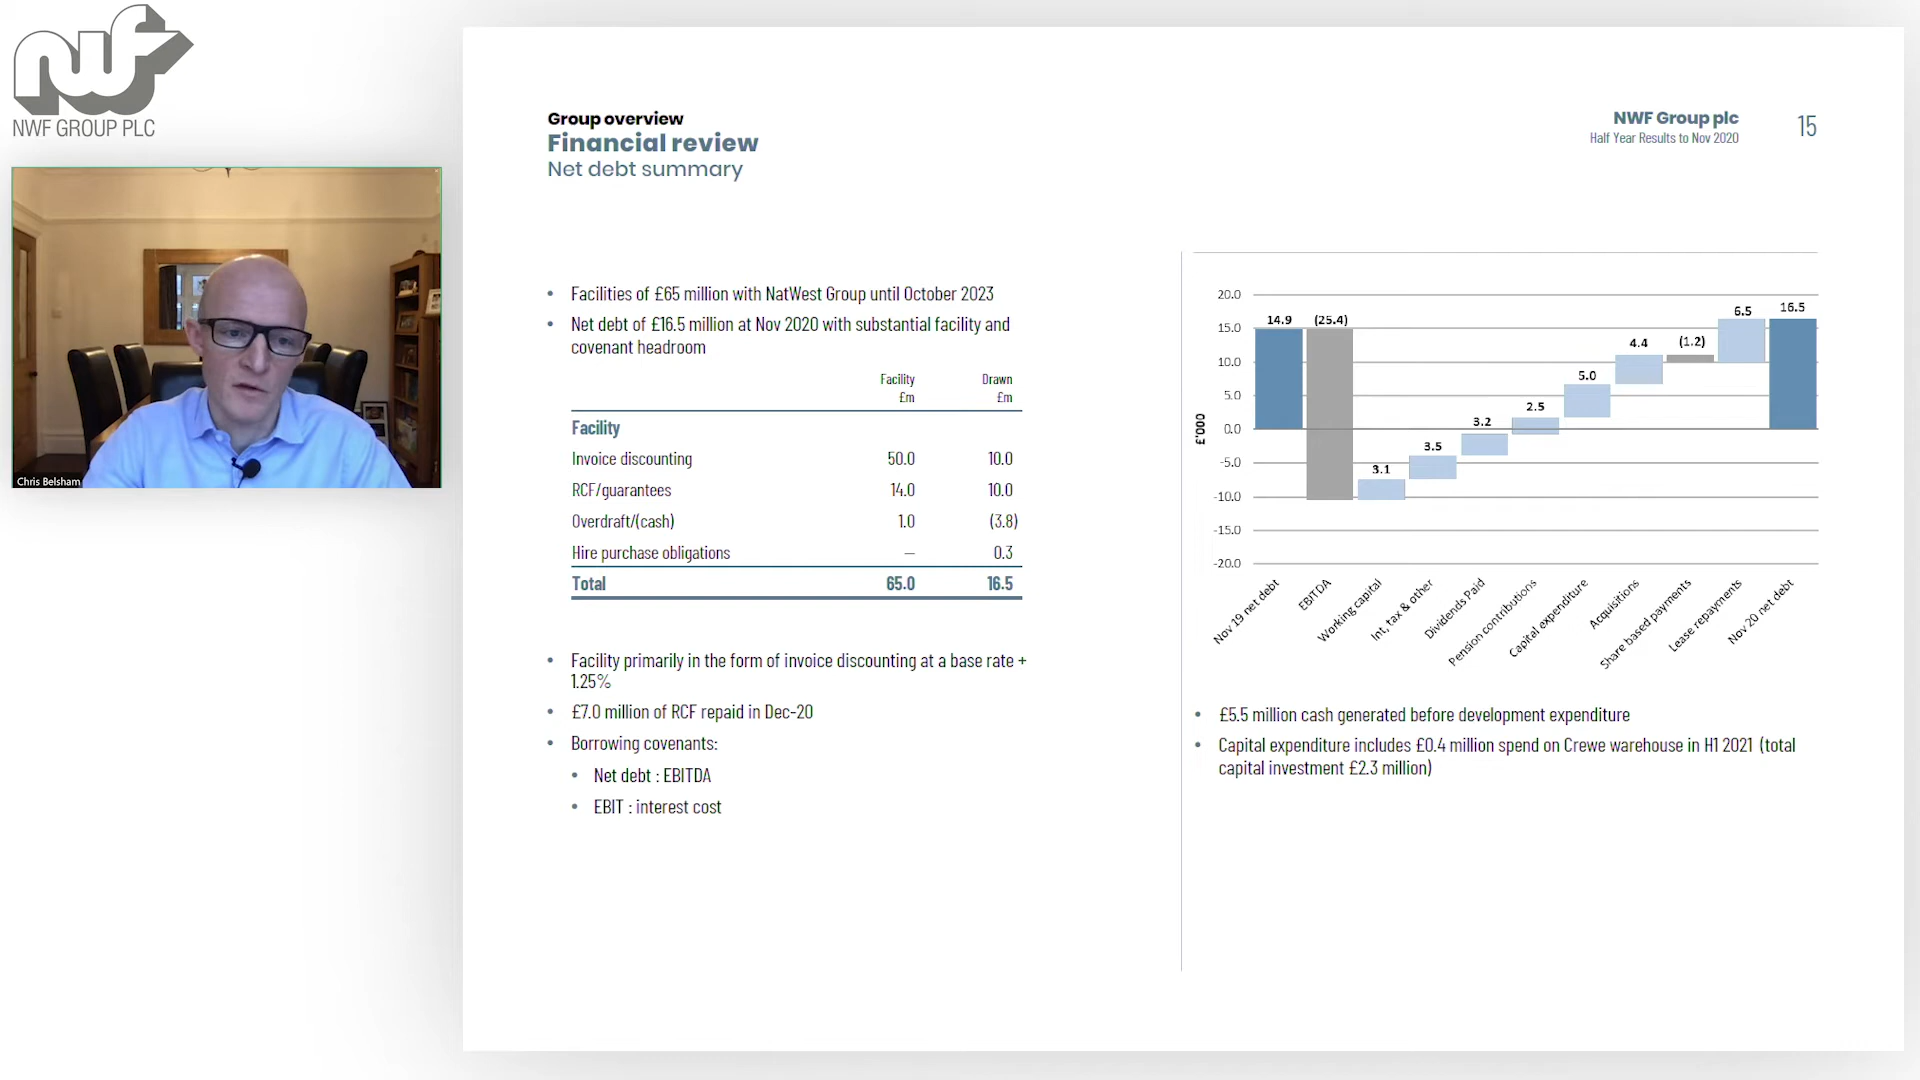 nwf
NWF GROUP PLC
Chris Belsham
Group overview
Financial review
Net debt summary
NWF Group plc
Half Year Results to Nov 2020
15
• Facilities of £65 million with NatWest Group until October 2023
• Net debt of £16.5 million at Nov 2020 with substantial facility and
covenant headroom
Facility Drawn
£m £m
Facility
Invoice discounting 50.0 10.0
RCF/guarantees 14.0 10.0
Overdraft/(cash) 1.0 (3.8)
Hire purchase obligations — 0.3
Total 65.0 16.5
• Facility primarily in the form of invoice discounting at a base rate +
1.25%
• £7.0 million of RCF repaid in Dec-20
• Borrowing covenants:
• Net debt : EBITDA
• EBIT : interest cost
£'000
20.0
15.0
10.0
5.0
0.0
-5.0
-10.0
-15.0
-20.0
14.9
(25.4)
3.1
3.5
3.2
2.5
5.0
4.4
(1.2)
6.5
16.5
Nov 19 net debt
EBITDA
Working capital
Int, tax & other
Dividends Paid
Pension contributions
Capital expenditure
Acquisitions
Share based payments
Lease repayments
Nov 20 net debt
• £5.5 million cash generated before development expenditure
• Capital expenditure includes £0.4 million spend on Crewe warehouse in H1 2021 (total
capital investment £2.3 million)